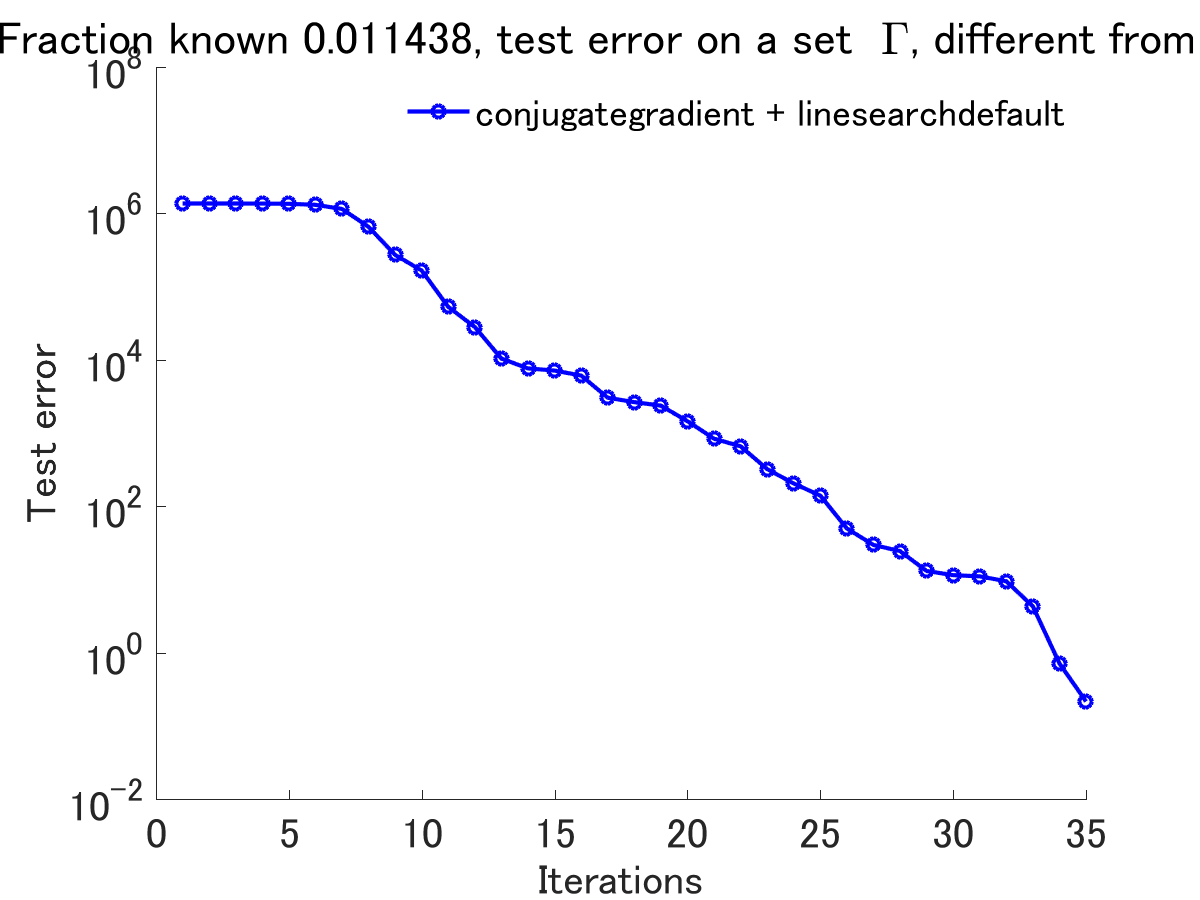 Fraction known 0.011438, test error on a set Γ, different from
10^8
conjugategradient + linesearchdefault
10^6
10^4
10^2
10^0
10^-2
Test error
0 5 10 15 20 25 30 35
Iterations